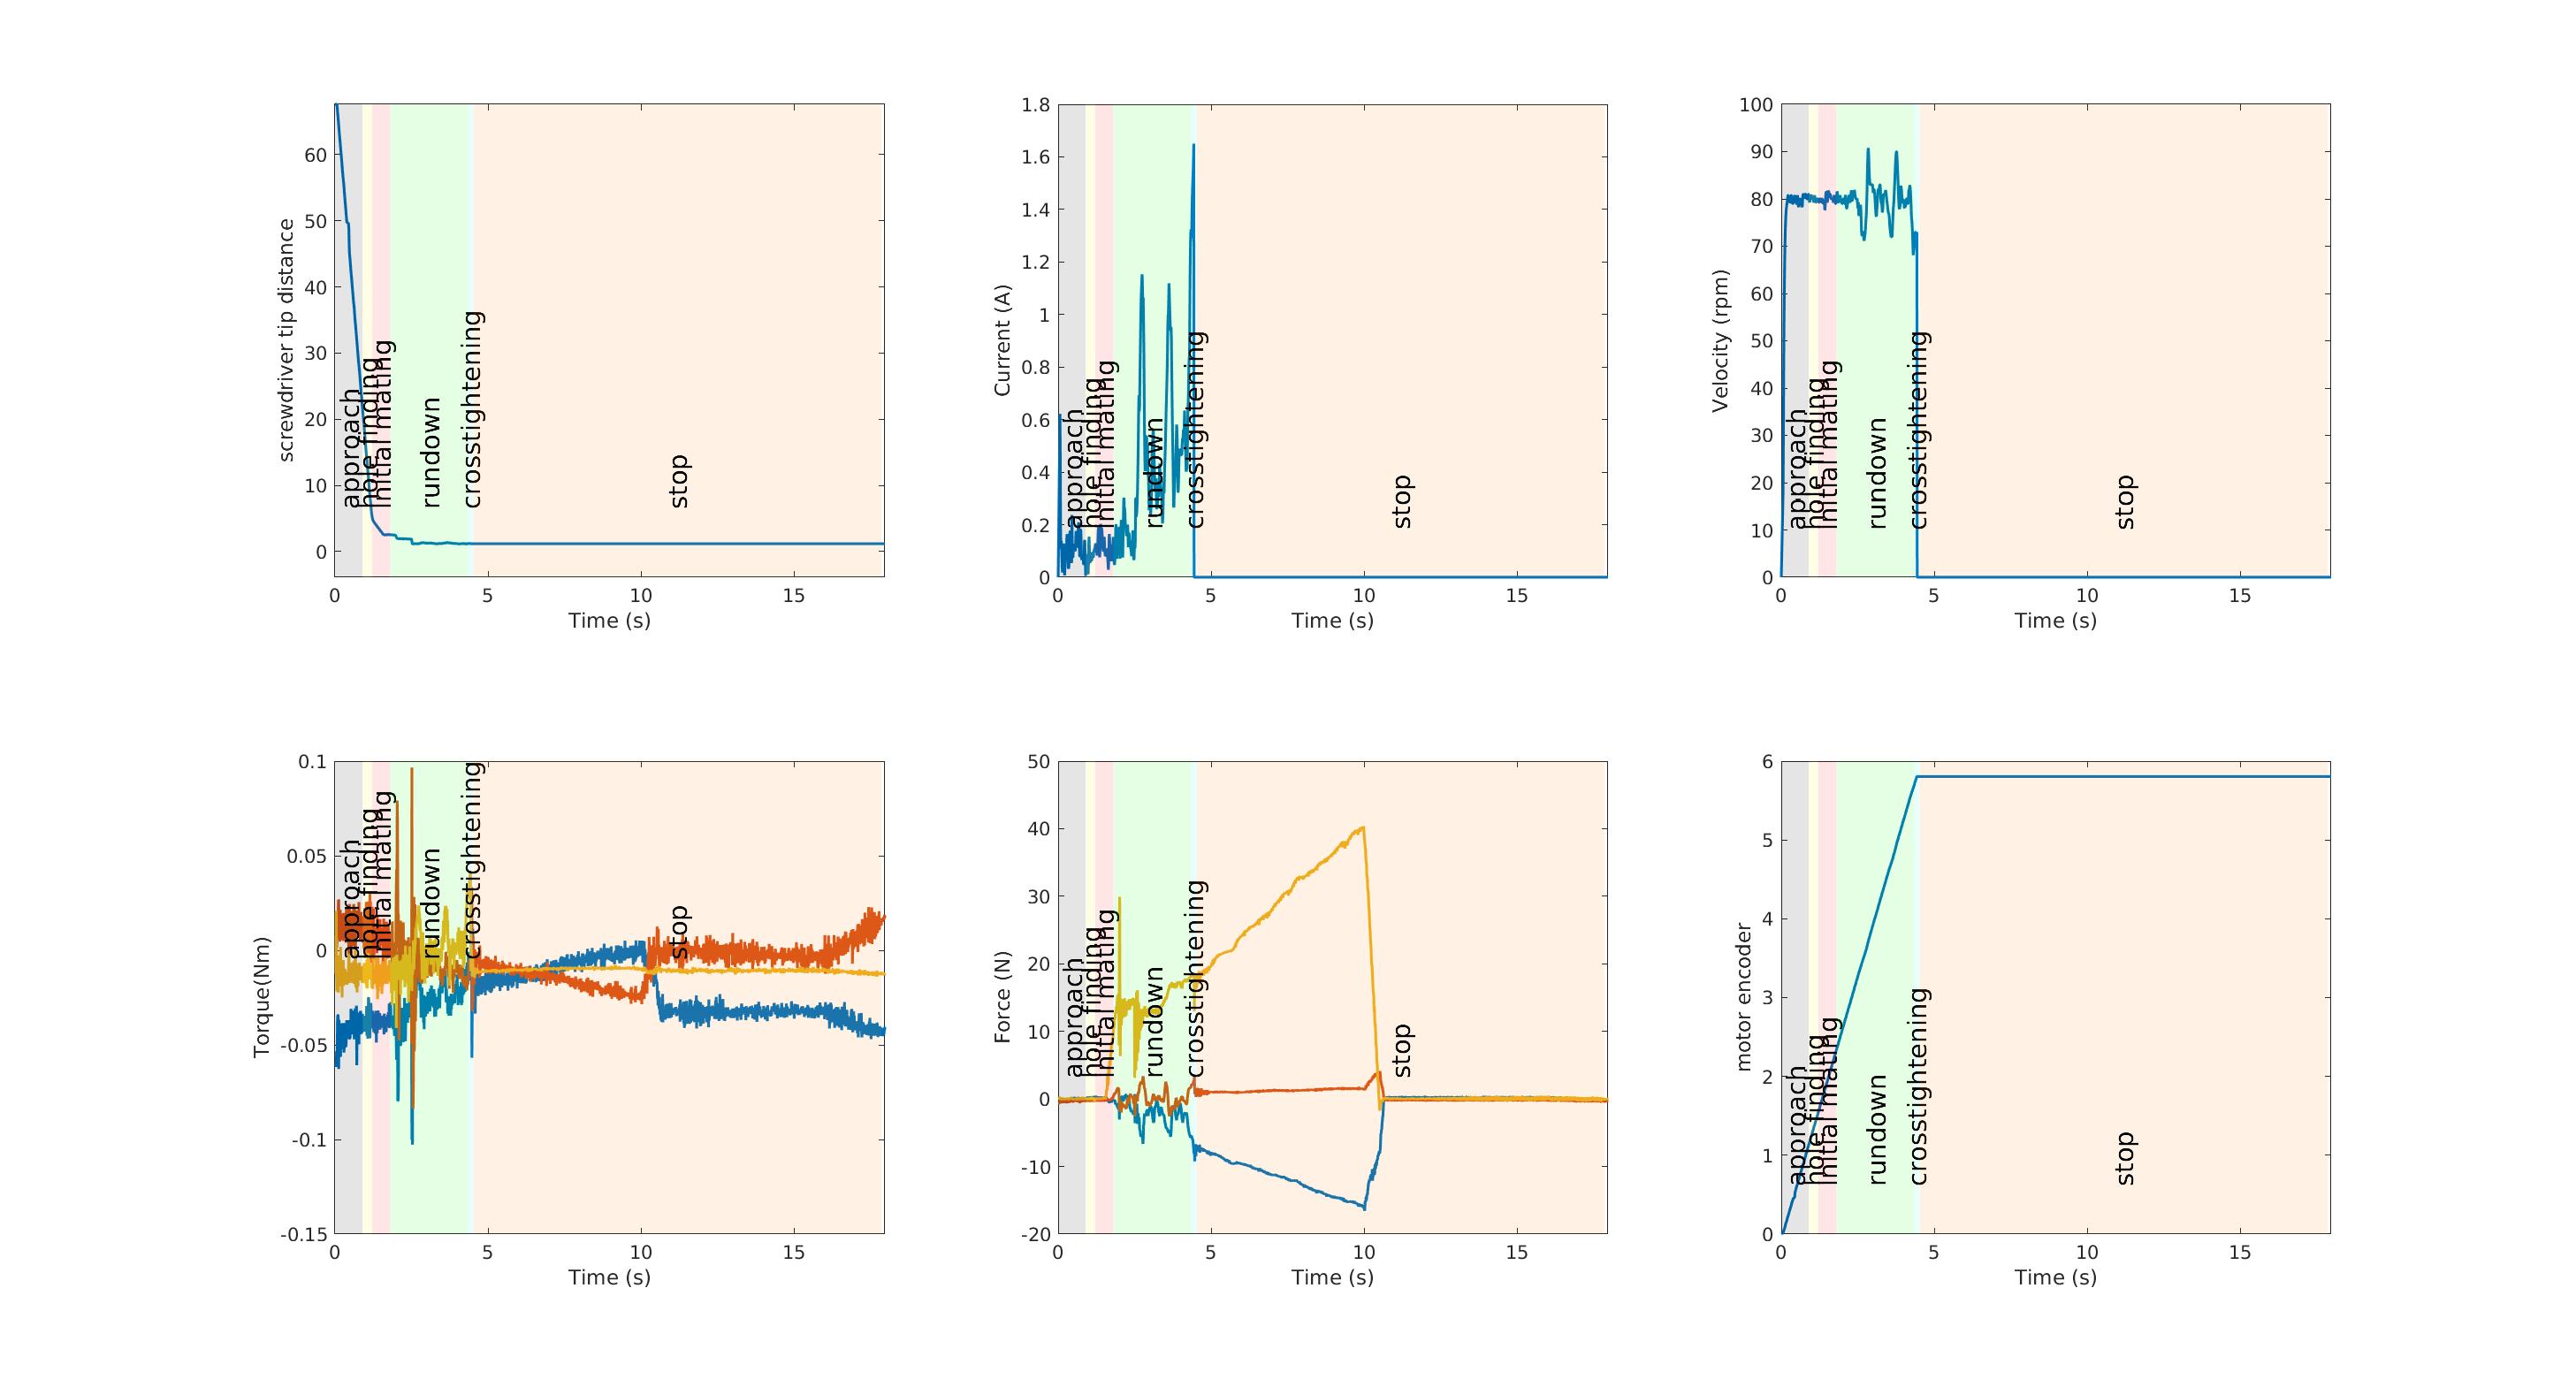 60
50
40
30
20
10
0
screwdriver tip distance
approach
hole finding
initial mating
rundown
crosstightening
stop
0 5 10 15
Time (s)
1.8
1.6
1.4
1.2
1
0.8
0.6
0.4
0.2
0
Current (A)
approach
hole finding
initial mating
rundown
crosstightening
stop
0 5 10 15
Time (s)
100
90
80
70
60
50
40
30
20
10
0
Velocity (rpm)
approach
hole finding
initial mating
rundown
crosstightening
stop
0 5 10 15
Time (s)
0.1
0.05
0
-0.05
-0.1
-0.15
Torque(Nm)
approach
hole finding
initial mating
rundown
crosstightening
stop
0 5 10 15
Time (s)
50
40
30
20
10
0
-10
-20
Force (N)
approach
hole finding
initial mating
rundown
crosstightening
stop
0 5 10 15
Time (s)
6
5
4
3
2
1
0
motor encoder
approach
hole finding
initial mating
rundown
crosstightening
stop
0 5 10 15
Time (s)